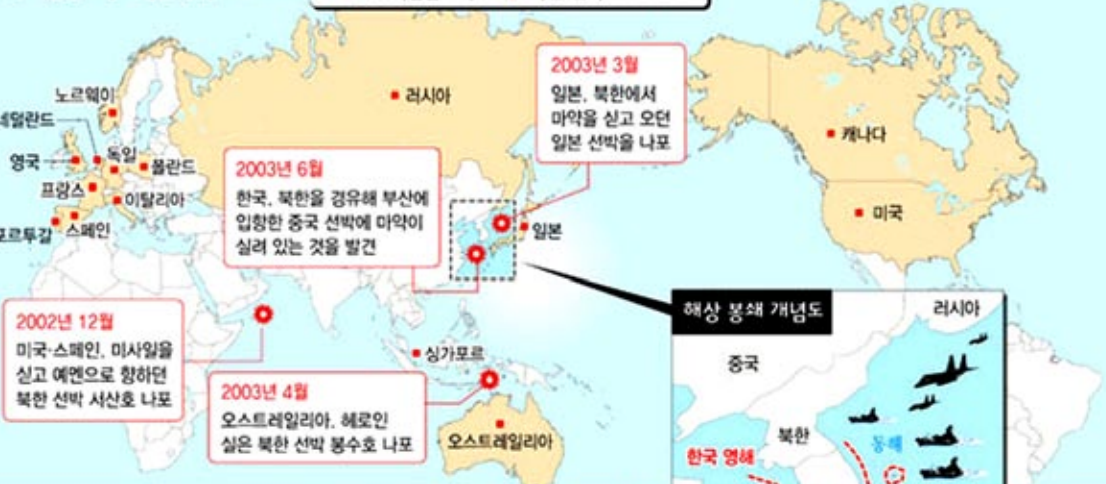 2003년 3월
일본, 북한에서
마약을 싣고 오던
일본 선박을 나포
노르웨이
러시아
네덜란드
캐나다
영국
독일
폴란드
2003년 6월
한국, 북한을 경유해 부산에
입항한 중국 선박에 마약이
실려 있는 것을 발견
프랑스
이탈리아
미국
포르투갈
스페인
일본
해상 봉쇄 개념도
러시아
2002년 12월
미국·스페인, 미사일을
싣고 예멘으로 향하던
북한 선박 서산호 나포
싱가포르
중국
2003년 4월
오스트레일리아, 헤로인
실은 북한 선박 봉수호 나포
오스트레일리아
북한
동해
한국 영해